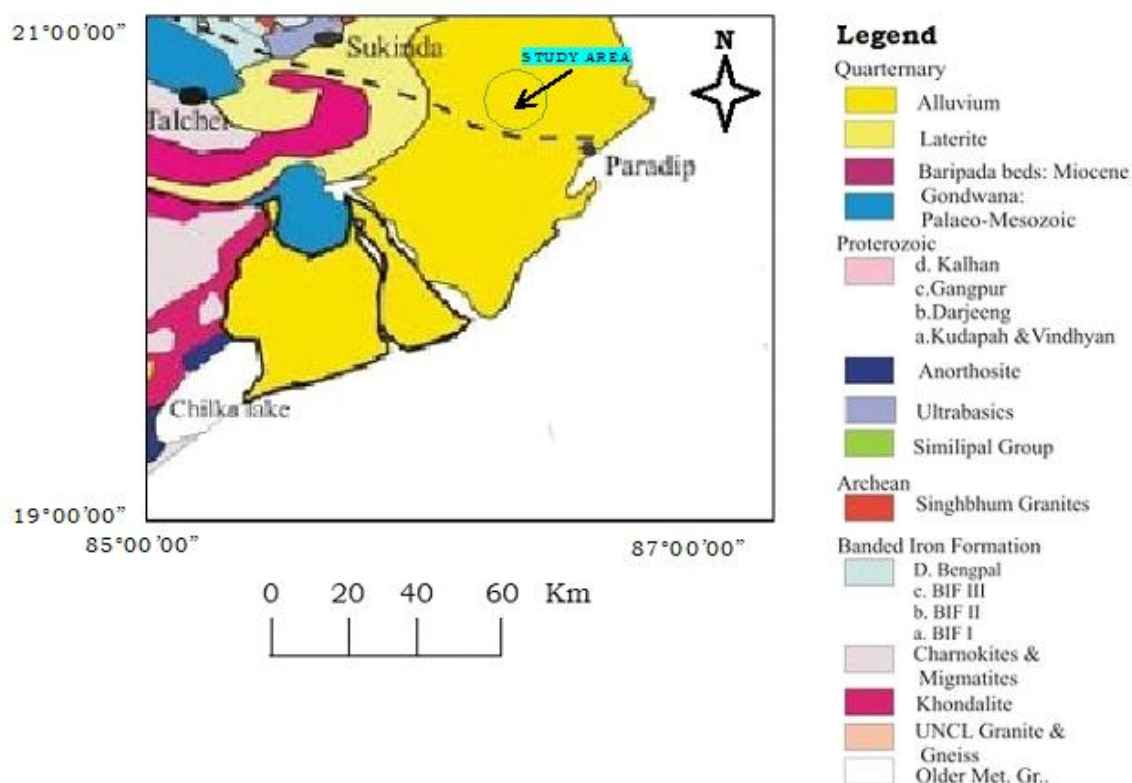 21°00'00"
Sukinda
STUDY AREA
N
Talcher
Paradip
Chilka lake
19°00'00"
85°00'00"
87°00'00"
0 20 40 60 Km
Legend
Quarternary
Alluvium
Laterite
Baripada beds: Miocene
Gondwana:
Palaeo-Mesozoic
Proterozoic
d. Kalhan
c.Gangpur
b.Darjeeng
a.Kudapah &Vindhyan
Anorthosite
Ultrabasics
Similipal Group
Archean
Singhbhum Granites
Banded Iron Formation
D. Bengpal
c. BIF III
b. BIF II
a. BIF I
Charnokites &
Migmatites
Khondalite
UNCL Granite &
Gneiss
Older Met. Gr..